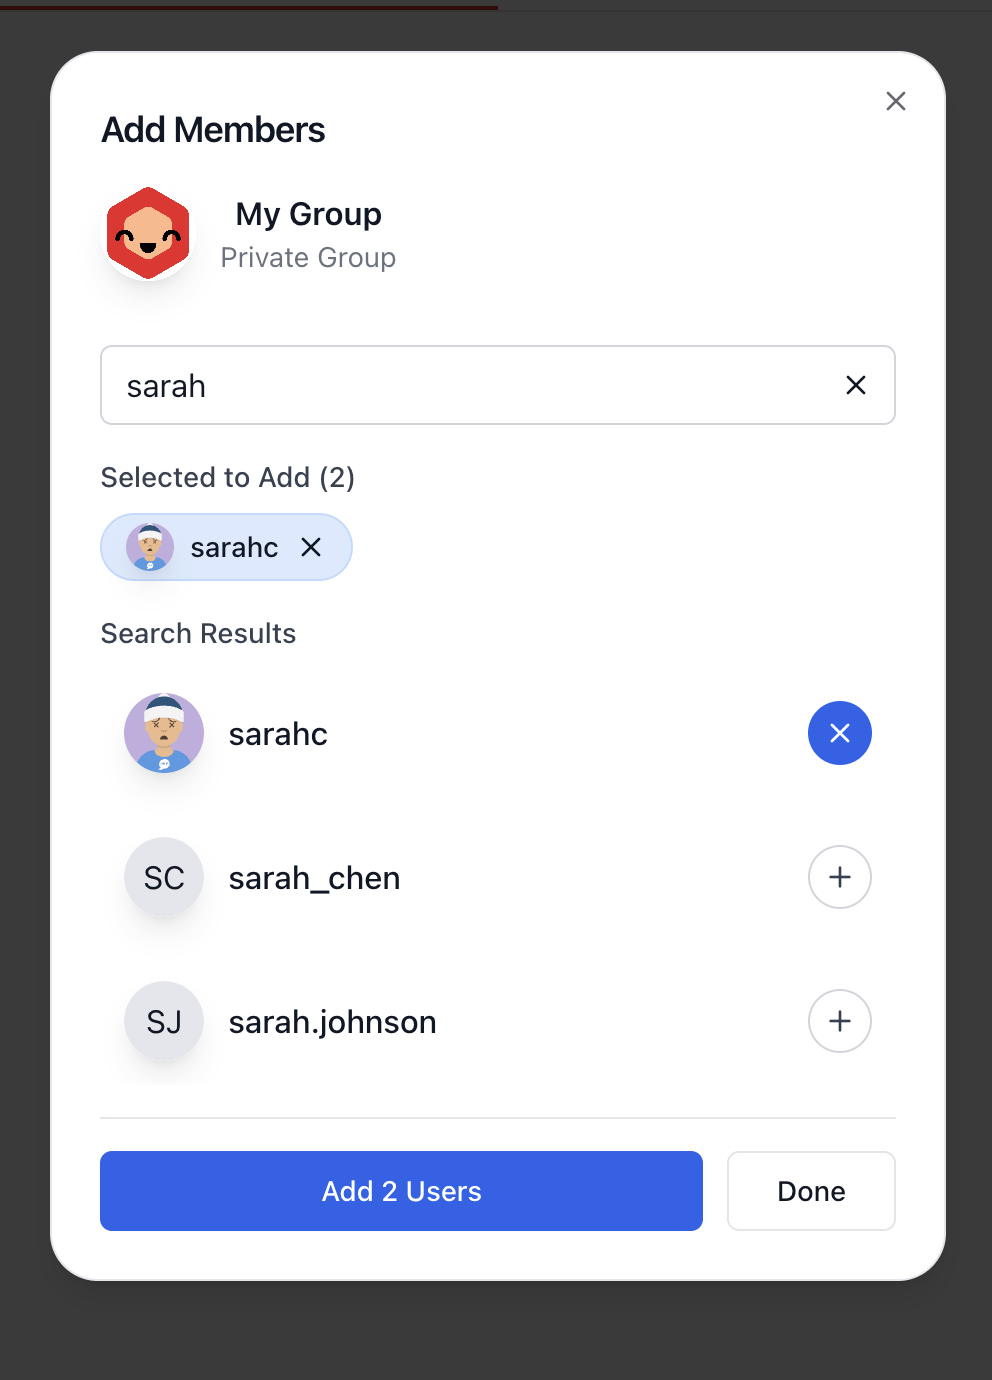 Add Members
My Group
Private Group
sarah
Selected to Add (2)
sarahc
Search Results
sarahc
SC
sarah_chen
SJ
sarah.johnson
Add 2 Users
Done